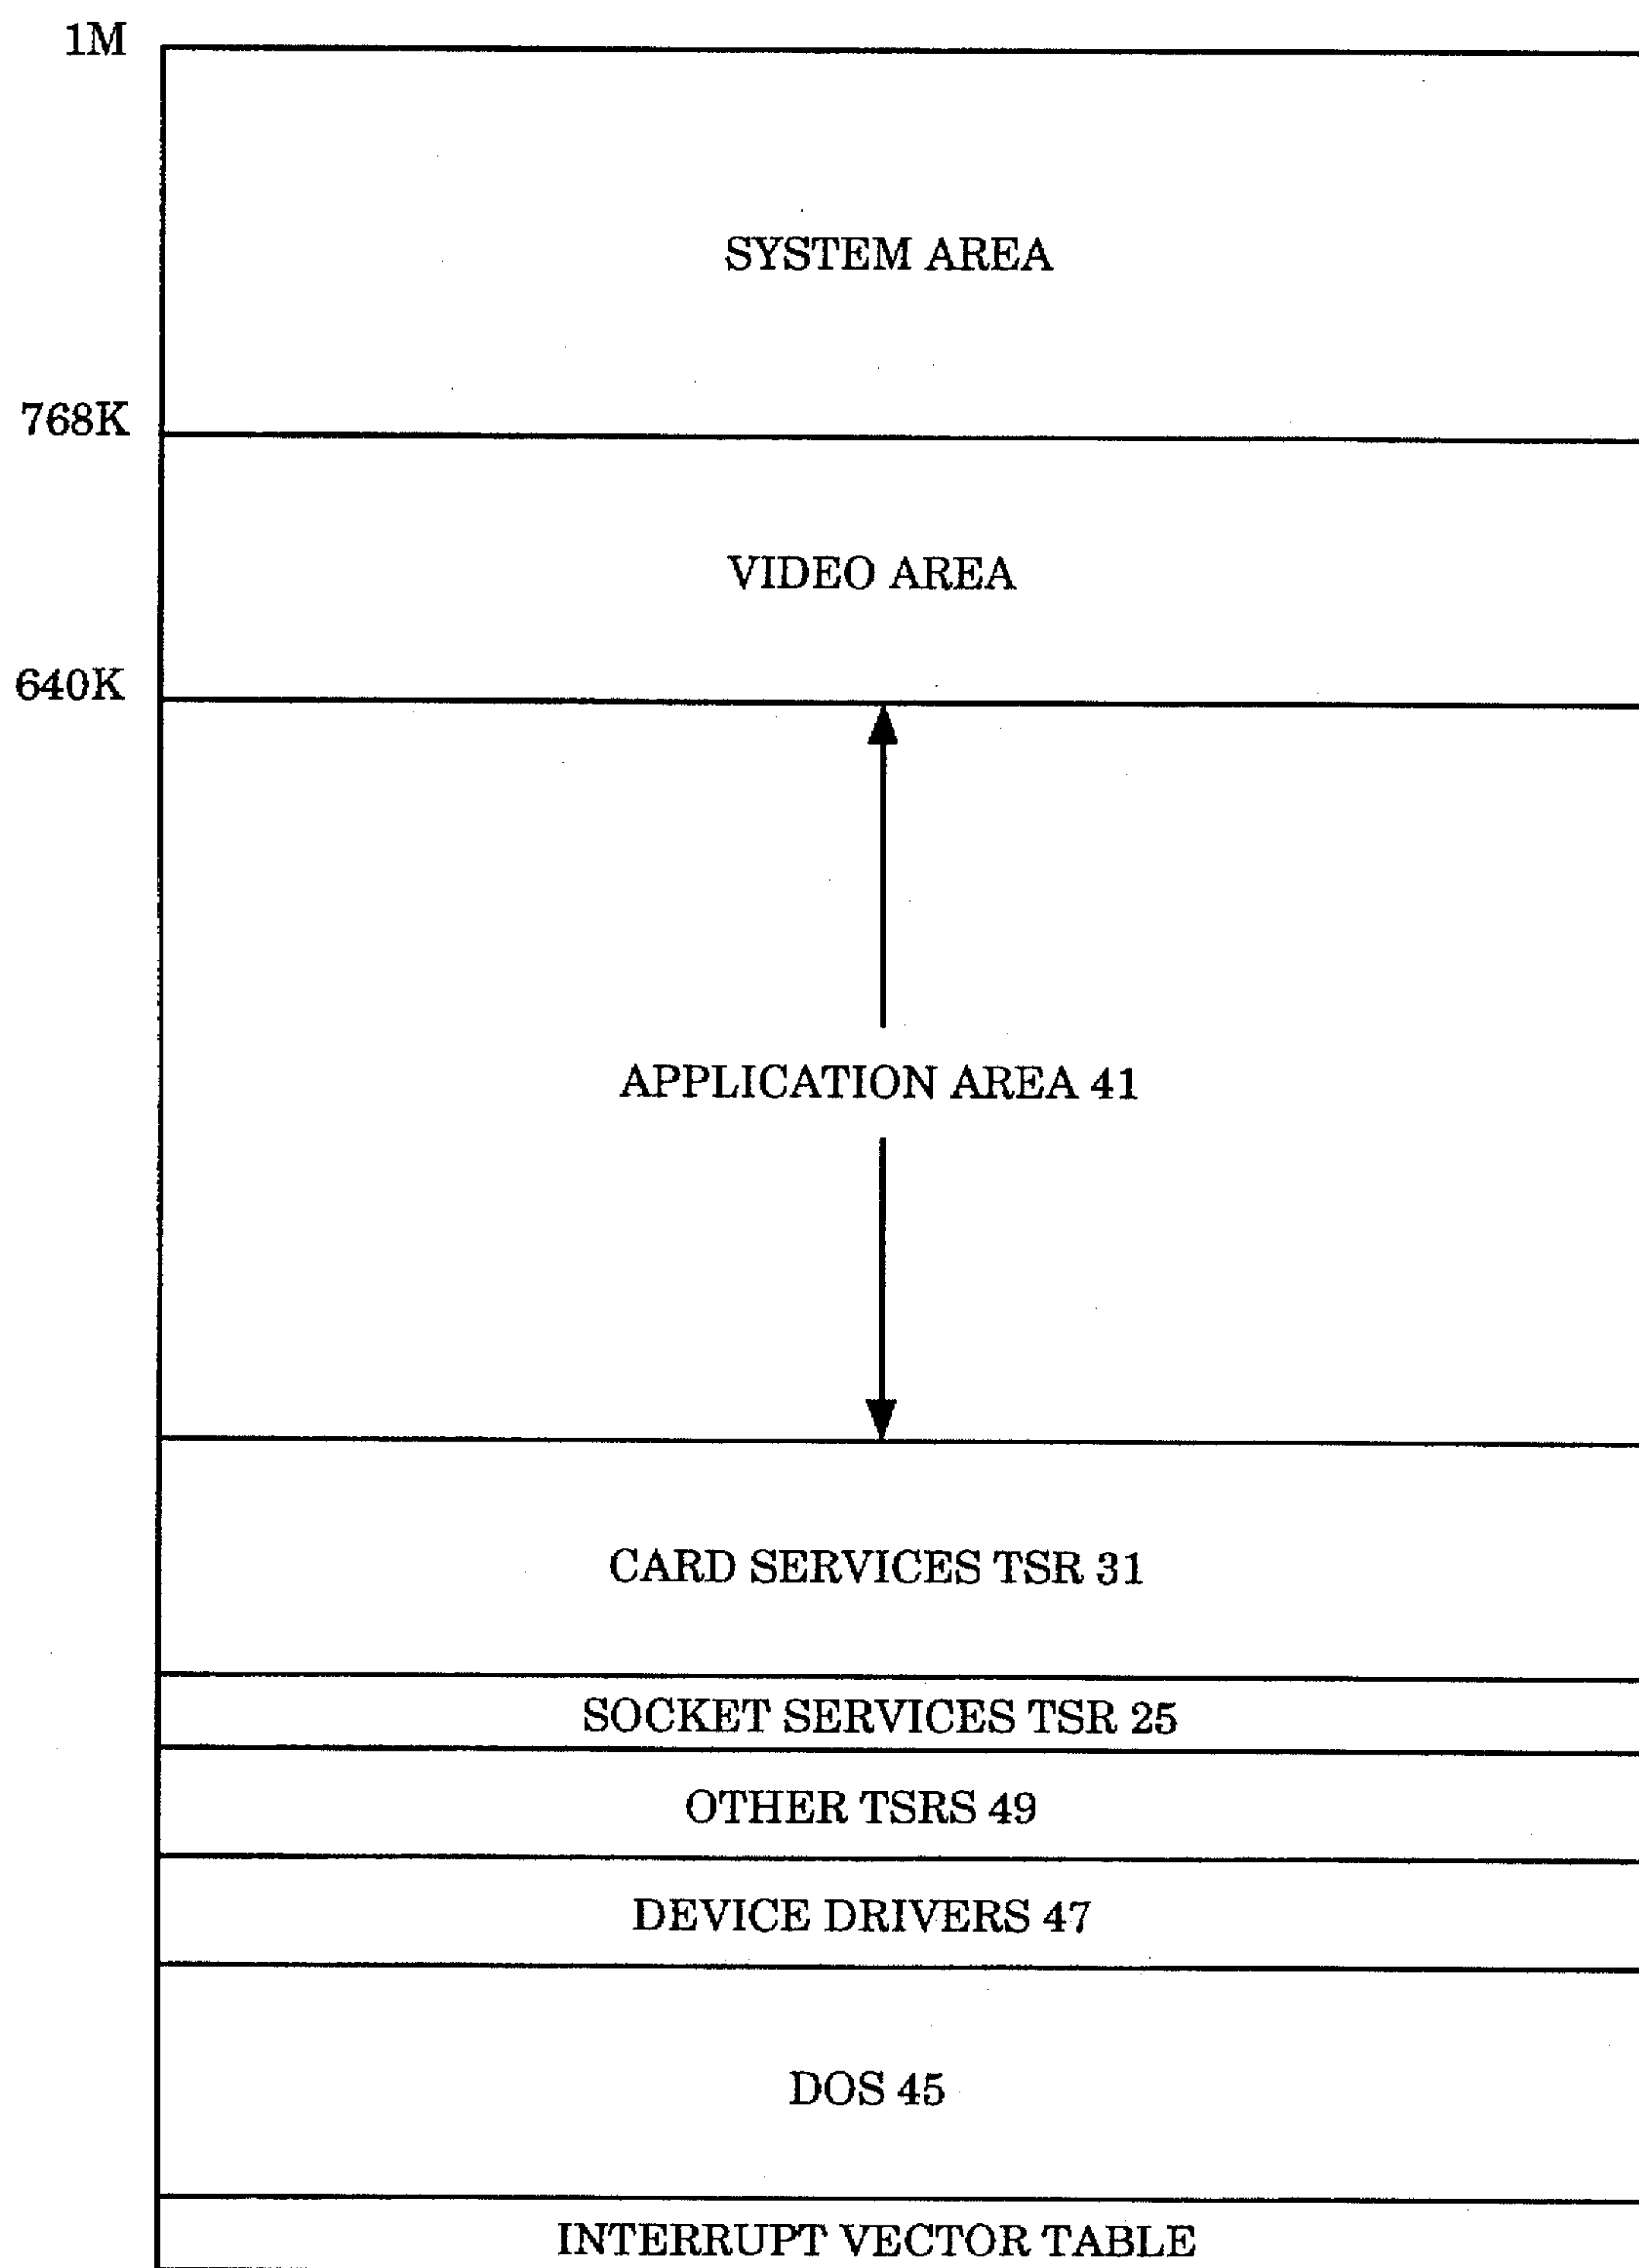 1M
SYSTEM AREA
768K
VIDEO AREA
640K
APPLICATION AREA 41
CARD SERVICES TSR 31
SOCKET SERVICES TSR 25
OTHER TSRS 49
DEVICE DRIVERS 47
DOS 45
INTERRUPT VECTOR TABLE